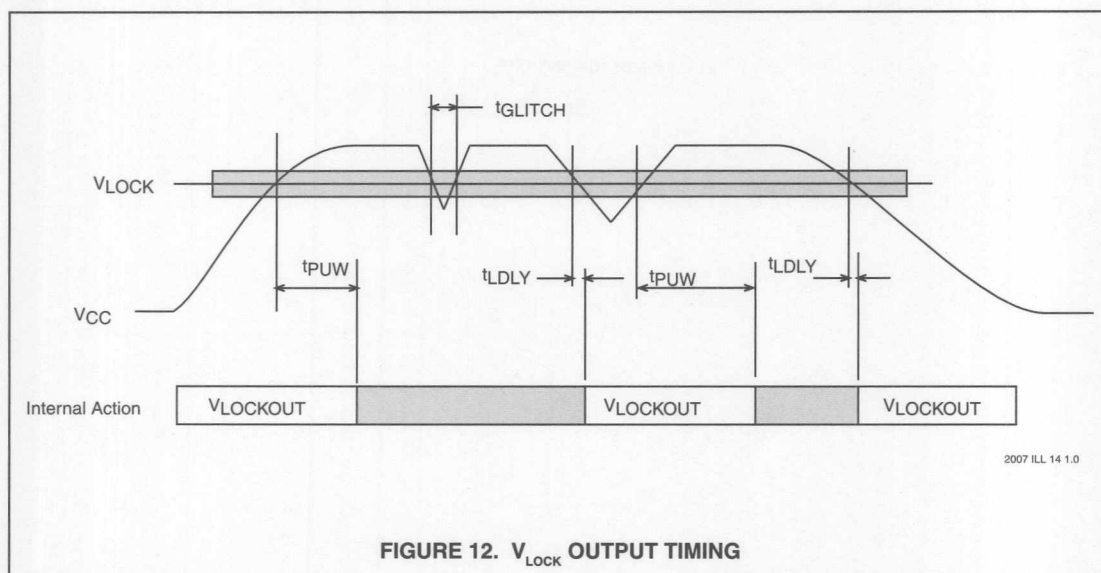 tGLITCH
VLOCK
tPUW
tLDLY
tPUW
tLDLY
VCC
Internal Action
VLOCKOUT
VLOCKOUT
VLOCKOUT
2007 ILL 14 1.0
FIGURE 12. VLOCK OUTPUT TIMING